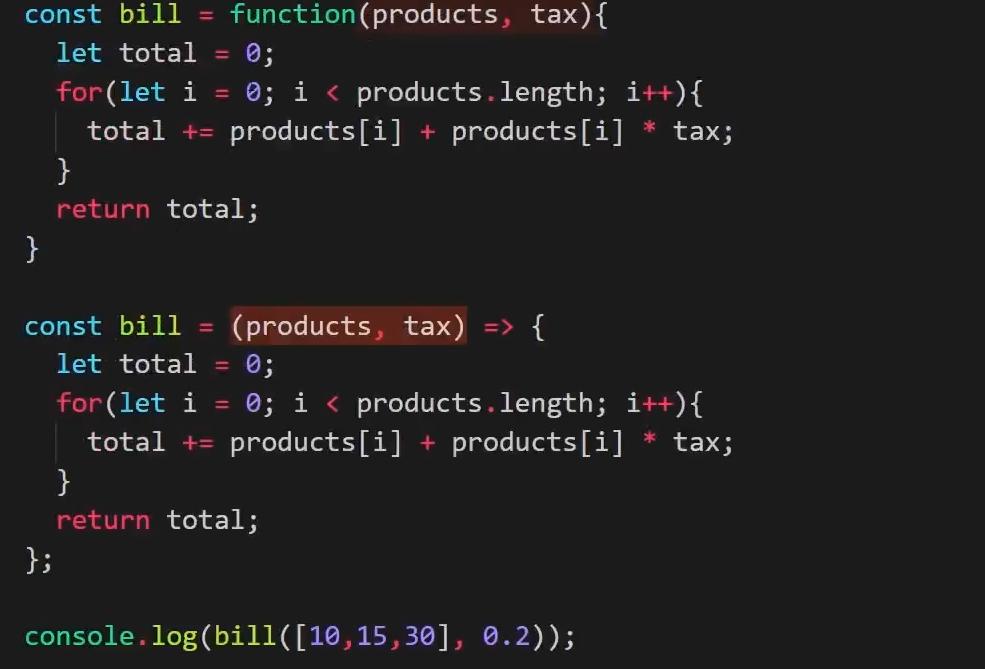 const bill = function(products, tax){
  let total = 0;
  for(let i = 0; i < products.length; i++){
    total += products[i] + products[i] * tax;
  }
  return total;
}

const bill = (products, tax) => {
  let total = 0;
  for(let i = 0; i < products.length; i++){
    total += products[i] + products[i] * tax;
  }
  return total;
};

console.log(bill([10,15,30], 0.2));